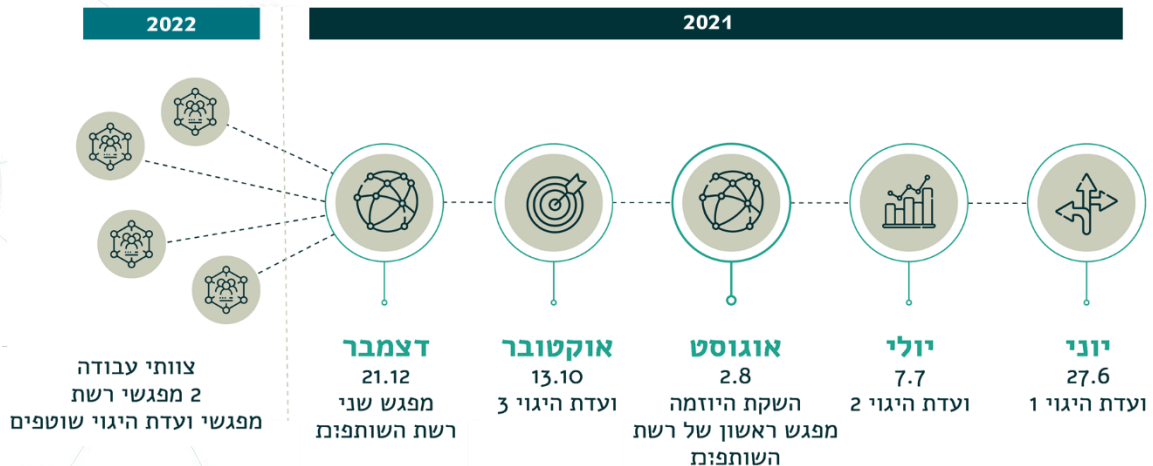 2021
2022
יוני
27.6
ועדת היגוי 1
יולי
7.7
ועדת היגוי 2
אוגוסט
2.8
השקת היוזמה
מפגש ראשון של רשת
אוקטובר
13.10
ועדת היגוי 3
דצמבר
21.12
מפגש שני
רשת
צוותי עבודה
2 מפגשי רשת
מפגשי ועדת היגוי שוטפים